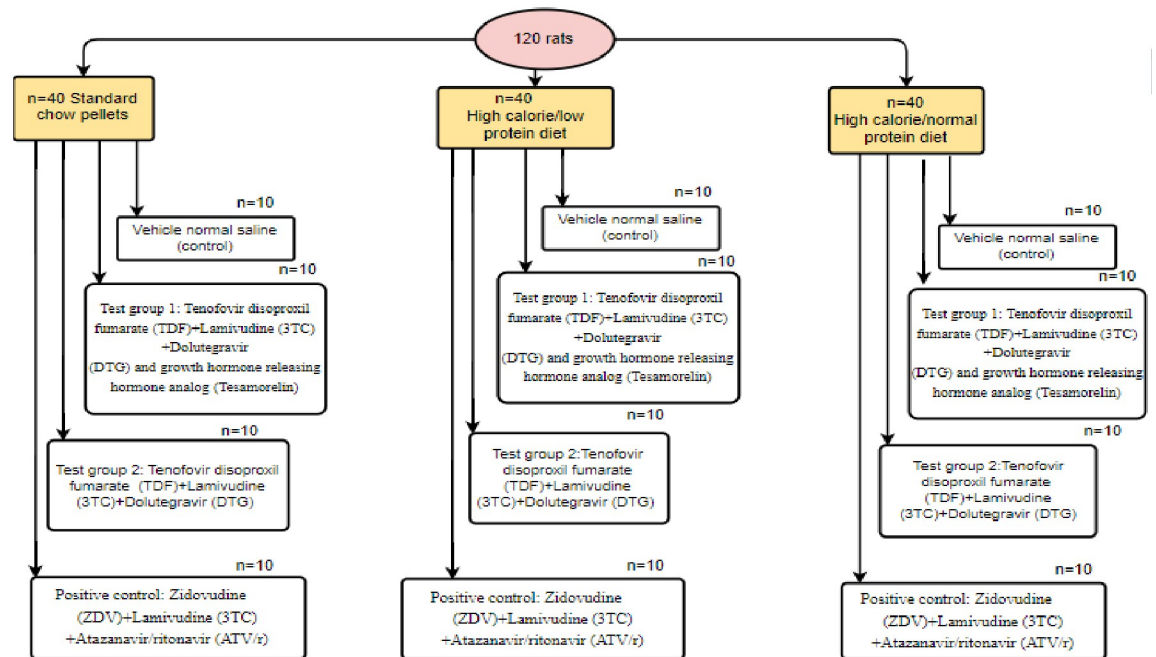 120 rats
n=40 Standard
chow pellets
n=10
Vehicle normal saline
(control)
n=10
Test group 1: Tenofovir disoproxil
fumarate (TDF)+Lamivudine (3TC)
+Dolutegravir
(DTG) and growth hormone releasing
hormone analog (Tesamorelin)
n=10
Test group 2: Tenofovir disoproxil
fumarate (TDF)+Lamivudine
(3TC)+Dolutegravir (DTG)
n=10
Positive control: Zidovudine
(ZDV)+Lamivudine (3TC)
+Atazanavir/ritonavir (ATV/r)
n=40
High calorie/low
protein diet
n=10
Vehicle normal saline
(control)
n=10
Test group 1: Tenofovir disoproxil
fumarate (TDF)+Lamivudine (3TC)
+Dolutegravir
(DTG) and growth hormone releasing
hormone analog (Tesamorelin)
n=10
Test group 2:Tenofovir
disoproxil fumarate
(TDF)+Lamivudine
(3TC)+Dolutegravir (DTG)
n=10
Positive control: Zidovudine
(ZDV)+Lamivudine (3TC)
+Atazanavir/ritonavir (ATV/r)
n=40
High calorie/normal
protein diet
n=10
Vehicle normal saline
(control)
n=10
Test group 1: Tenofovir disoproxil
fumarate (TDF)+Lamivudine (3TC)
+Dolutegravir
(DTG) and growth hormone releasing
hormone analog (Tesamorelin)
n=10
Test group 2:Tenofovir
disoproxil fumarate
(TDF)+Lamivudine
(3TC)+Dolutegravir (DTG)
n=10
Positive control: Zidovudine
(ZDV)+Lamivudine (3TC)
+Atazanavir/ritonavir (ATV/r)